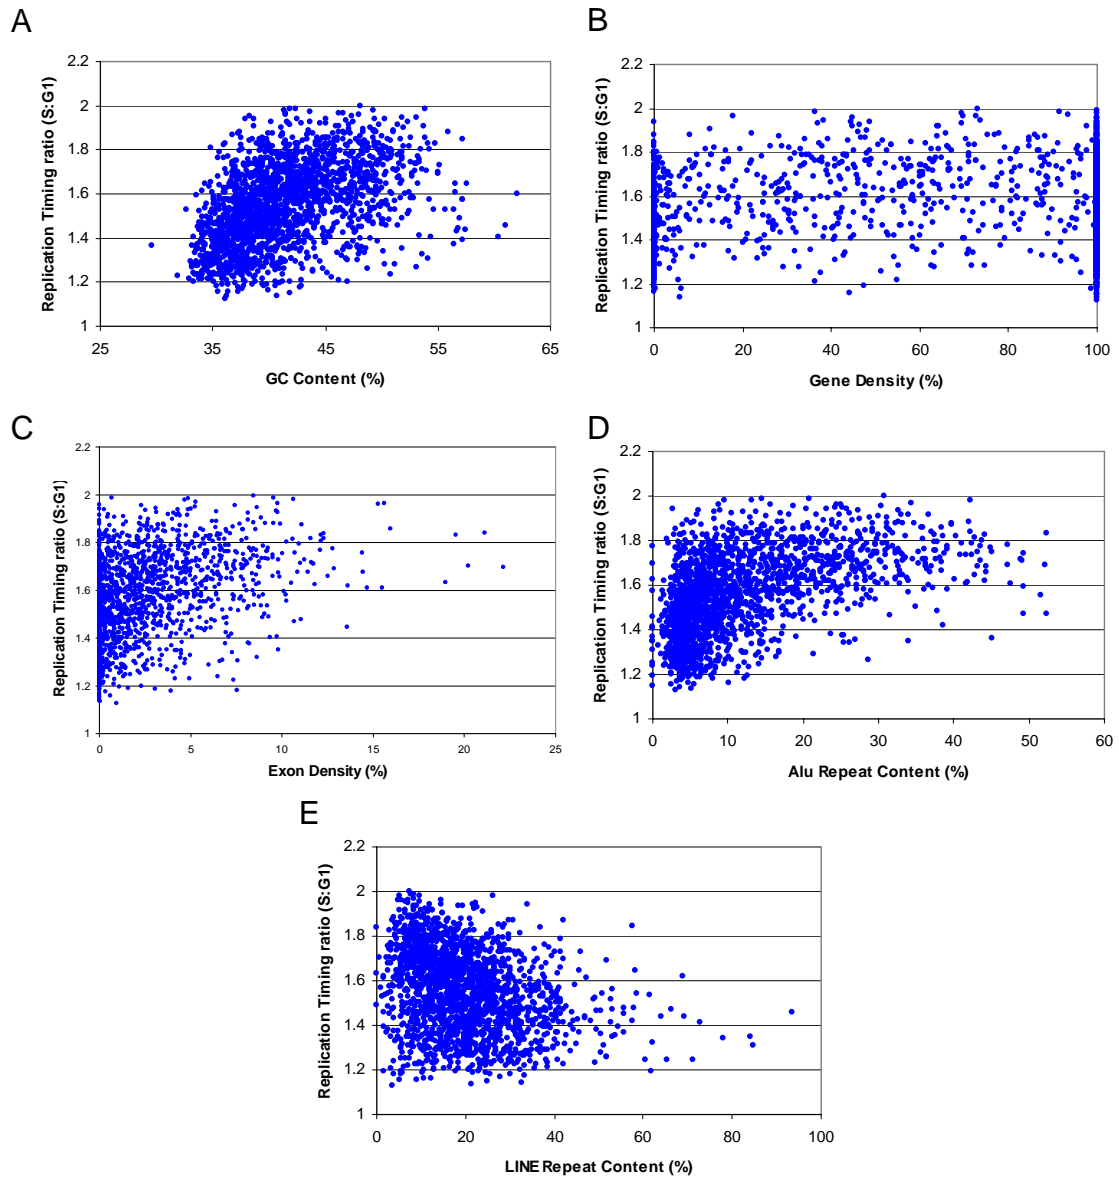 A
Replication Timing ratio (S:G1)
2.2
2
1.8
1.6
1.4
1.2
1
25 35 45 55 65
GC Content (%)
B
Replication Timing ratio (S:G1)
2.2
2
1.8
1.6
1.4
1.2
1
0 20 40 60 80 100
Gene Density (%)
C
Replication Timing ratio (S:G1)
2.2
2
1.8
1.6
1.4
1.2
1
0 5 10 15 20 25
Exon Density (%)
D
Replication Timing ratio (S:G1)
2.2
2
1.8
1.6
1.4
1.2
1
0 10 20 30 40 50 60
Alu Repeat Content (%)
E
Replication Timing ratio (S:G1)
2.2
2
1.8
1.6
1.4
1.2
1
0 20 40 60 80 100
LINE Repeat Content (%)